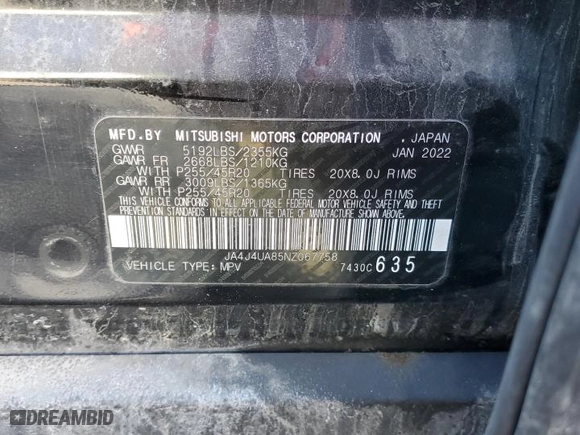 MFD.BY MITSUBISHI MOTORS CORPORATION . JAPAN
GVWR 5192LBS/2355KG JAN 2022
GAWR FR 2668LBS/1210KG
WITH P255/45R20 TIRES 20X8.0J RIMS
GAWR RR 3009LBS/1365KG
WITH P255/45R20 TIRES 20X8.0J RIMS
THIS VEHICLE CONFORMS TO ALL APPLICABLE FEDERAL MOTOR VEHICLE SAFETY AND THEFT
PREVENTION STANDARDS IN EFFECT ON THE DATE OF MANUFACTURE SHOWN ABOVE.
JA4J4UA85NZ067758
VEHICLE TYPE: MPV 7430C 635
DREAMBID